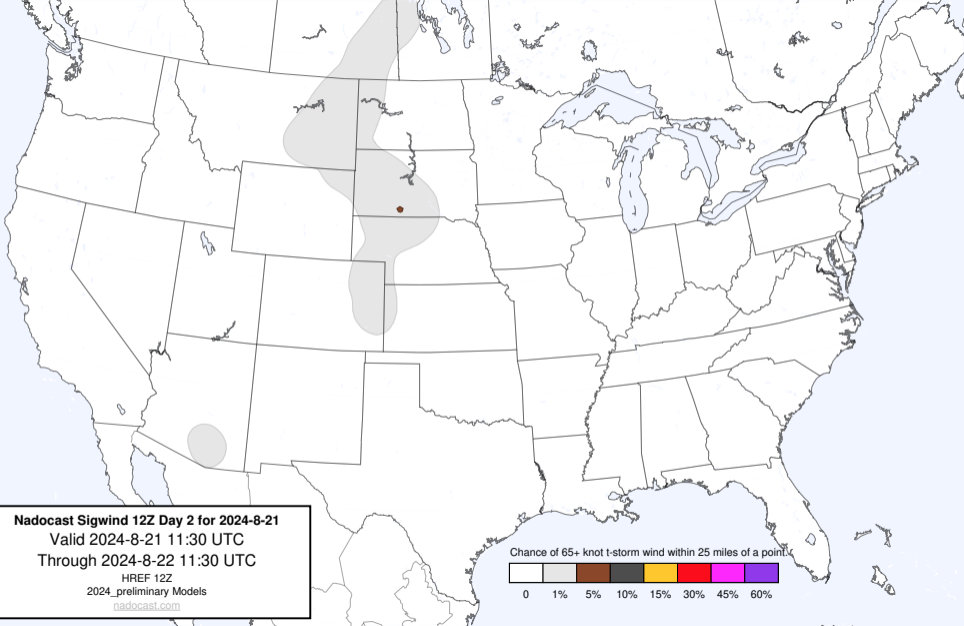 Nadocast Sigwind 12Z Day 2 for 2024-8-21
Valid 2024-8-21 11:30 UTC
Through 2024-8-22 11:30 UTC
HREF 12Z
2024_preliminary Models
nadocast.com
Chance of 65+ knot t-storm wind within 25 miles of a point.
0 1% 5% 10% 15% 30% 45% 60%